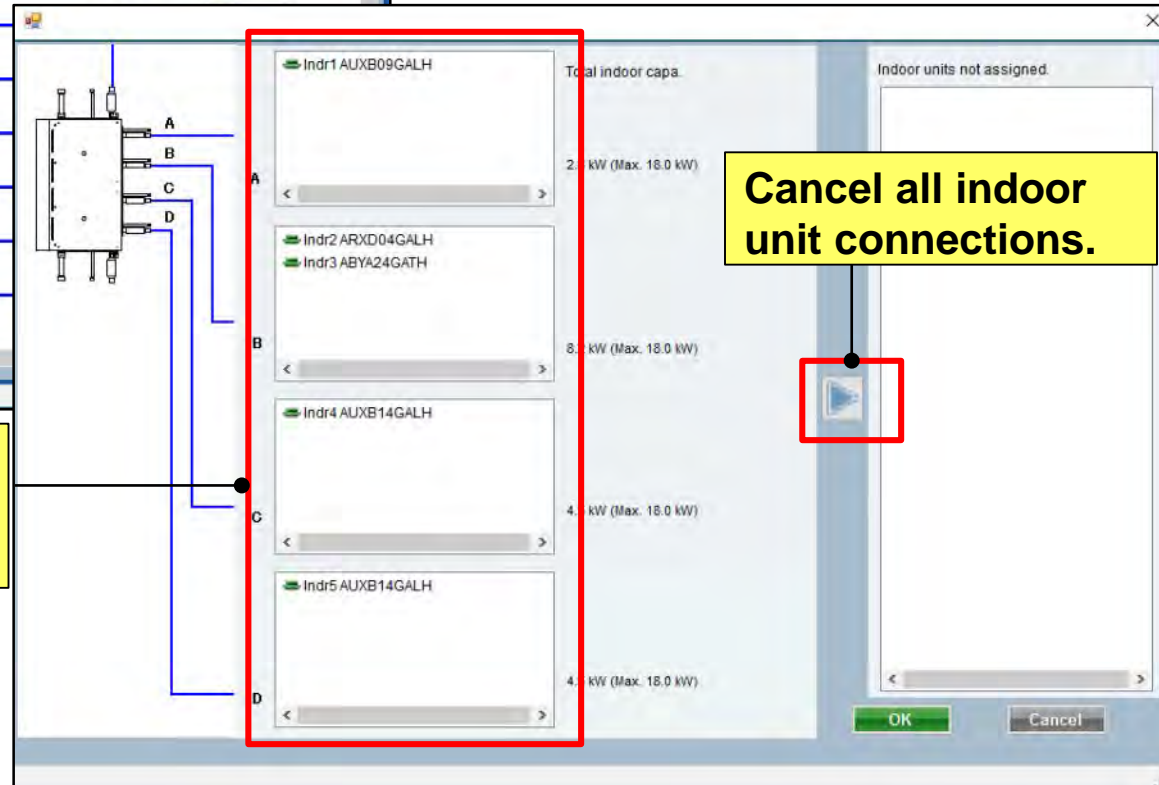 Indr1 AUXB09GALH
Total indoor capa.
Indoor units not assigned.
A
B
C
D
A
kW (Max. 18.0 kW)
Cancel all indoor
unit connections.
Indr2 ARXD04GALH
Indr3 ABYA24GATH
B
kW (Max. 18.0 kW)
Indr4 AUXB14GALH
C
kW (Max. 18.0 kW)
Indr5 AUXB14GALH
D
kW (Max. 18.0 kW)
OK
Cancel